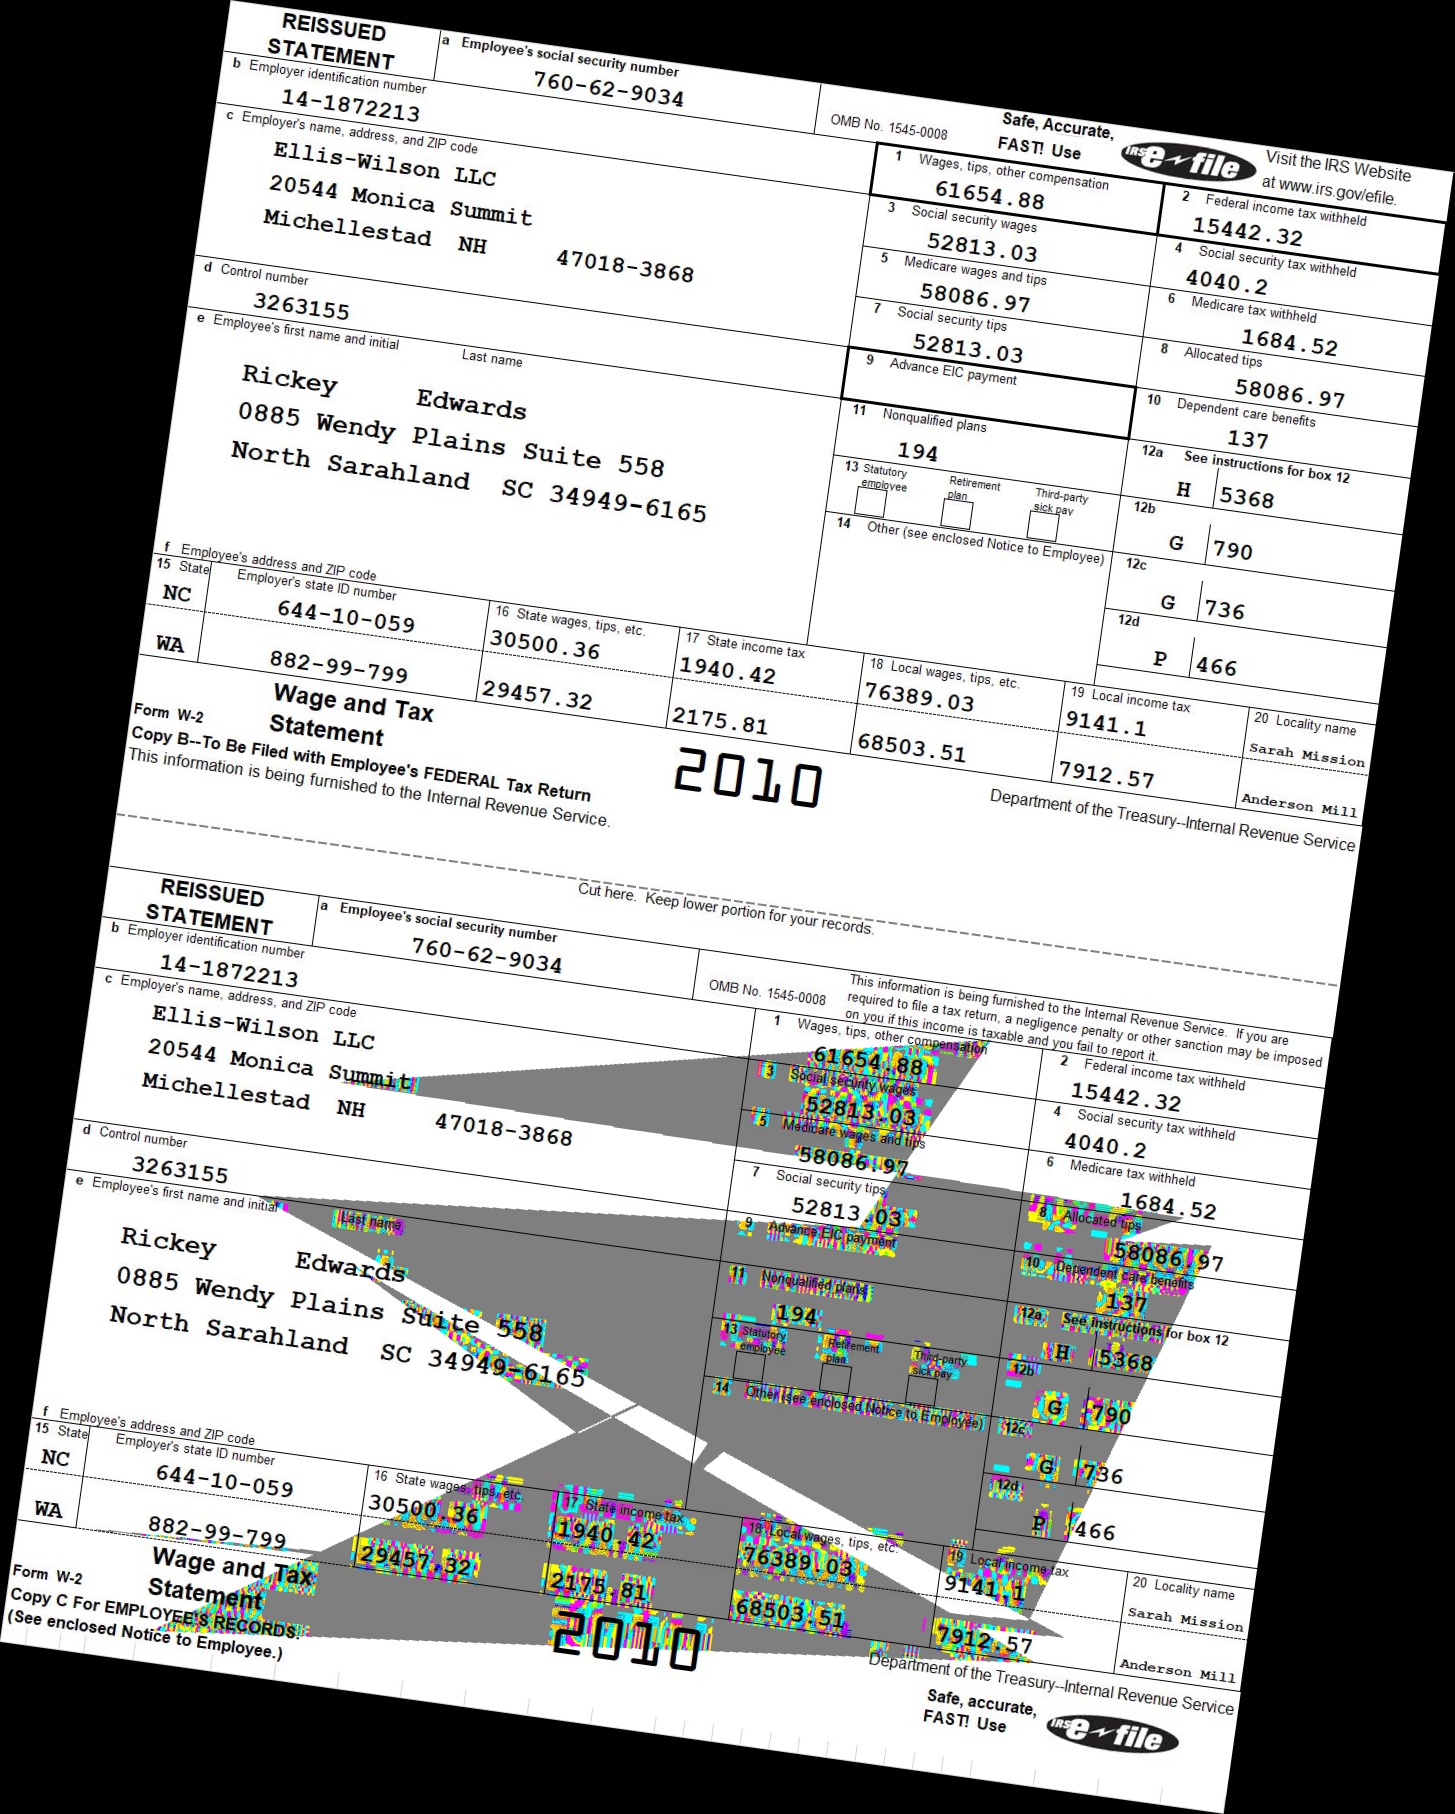 REISSUED
STATEMENT
a Employee's social security number
760-62-9034
OMB No. 1545-0008
Safe, Accurate,
FAST! Use
IRS e~file
Visit the IRS Website
at www.irs.gov/efile.
b Employer identification number
14-1872213
c Employer's name, address, and ZIP code
Ellis-Wilson LLC
20544 Monica Summit
Michellestad NH 47018-3868
1 Wages, tips, other compensation
61654.88
2 Federal income tax withheld
15442.32
3 Social security wages
52813.03
4 Social security tax withheld
4040.2
5 Medicare wages and tips
58086.97
6 Medicare tax withheld
1684.52
d Control number
3263155
7 Social security tips
52813.03
8 Allocated tips
58086.97
e Employee's first name and initial Last name
Rickey Edwards
0885 Wendy Plains Suite 558
North Sarahland SC 34949-6165
9 Advance EIC payment
10 Dependent care benefits
137
11 Nonqualified plans
194
12a See instructions for box 12
H 5368
13 Statutory employee Retirement plan Third-party sick pay
12b
G 790
14 Other (see enclosed Notice to Employee)
12c
G 736
12d
P 466
f Employee's address and ZIP code
15 State Employer's state ID number
NC 644-10-059
WA 882-99-799
16 State wages, tips, etc.
30500.36
29457.32
17 State income tax
1940.42
2175.81
18 Local wages, tips, etc.
76389.03
68503.51
19 Local income tax
9141.1
7912.57
20 Locality name
Sarah Mission
Anderson Mill
Form W-2
Wage and Tax
Statement
2010
Copy B--To Be Filed with Employee's FEDERAL Tax Return
This information is being furnished to the Internal Revenue Service.
Department of the Treasury--Internal Revenue Service
Cut here. Keep lower portion for your records.
REISSUED
STATEMENT
a Employee's social security number
760-62-9034
OMB No. 1545-0008
This information is being furnished to the Internal Revenue Service. If you are
required to file a tax return, a negligence penalty or other sanction may be imposed
on you if this income is taxable and you fail to report it.
b Employer identification number
14-1872213
c Employer's name, address, and ZIP code
Ellis-Wilson LLC
20544 Monica Summit
Michellestad NH 47018-3868
1 Wages, tips, other compensation
61654.88
2 Federal income tax withheld
15442.32
3 Social security wages
52813.03
4 Social security tax withheld
4040.2
5 Medicare wages and tips
58086.97
6 Medicare tax withheld
1684.52
d Control number
3263155
7 Social security tips
52813.03
8 Allocated tips
58086.97
e Employee's first name and initial Last name
Rickey Edwards
0885 Wendy Plains Suite 558
North Sarahland SC 34949-6165
9 Advance EIC payment
10 Dependent care benefits
137
11 Nonqualified plans
194
12a See instructions for box 12
H 5368
13 Statutory employee Retirement plan Third-party sick pay
12b
G 790
14 Other (see enclosed Notice to Employee)
12c
G 736
12d
P 466
f Employee's address and ZIP code
15 State Employer's state ID number
NC 644-10-059
WA 882-99-799
16 State wages, tips, etc.
30500.36
29457.32
17 State income tax
1940.42
2175.81
18 Local wages, tips, etc.
76389.03
68503.51
19 Local income tax
9141.1
7912.57
20 Locality name
Sarah Mission
Anderson Mill
Form W-2
Wage and Tax
Statement
2010
Copy C For EMPLOYEE'S RECORDS.
(See enclosed Notice to Employee.)
Department of the Treasury--Internal Revenue Service
Safe, accurate,
FAST! Use
IRS e~file